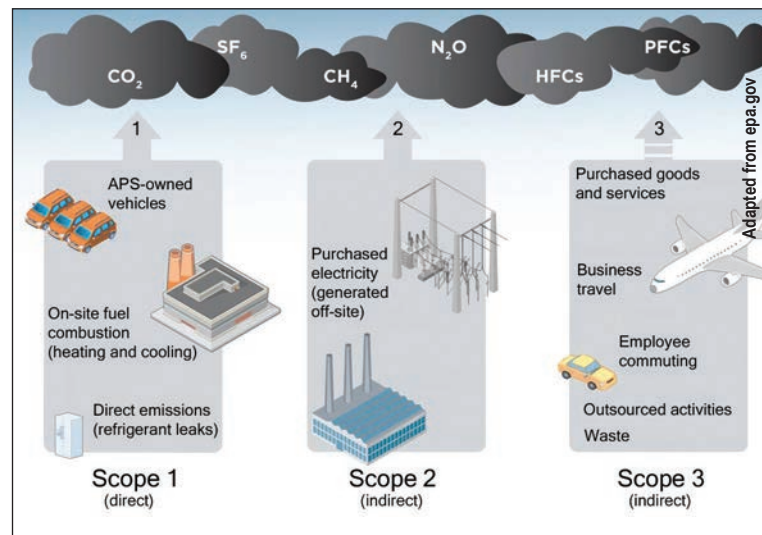 CO₂
SF₆
CH₄
N₂O
HFCs
PFCs
1
APS-owned
vehicles
On-site fuel
combustion
(heating and cooling)
Direct emissions
(refrigerant leaks)
Scope 1
(direct)
2
Purchased
electricity
(generated
off-site)
Scope 2
(indirect)
3
Purchased goods
and services
Business
travel
Employee
commuting
Outsourced activities
Waste
Scope 3
(indirect)
Adapted from epa.gov